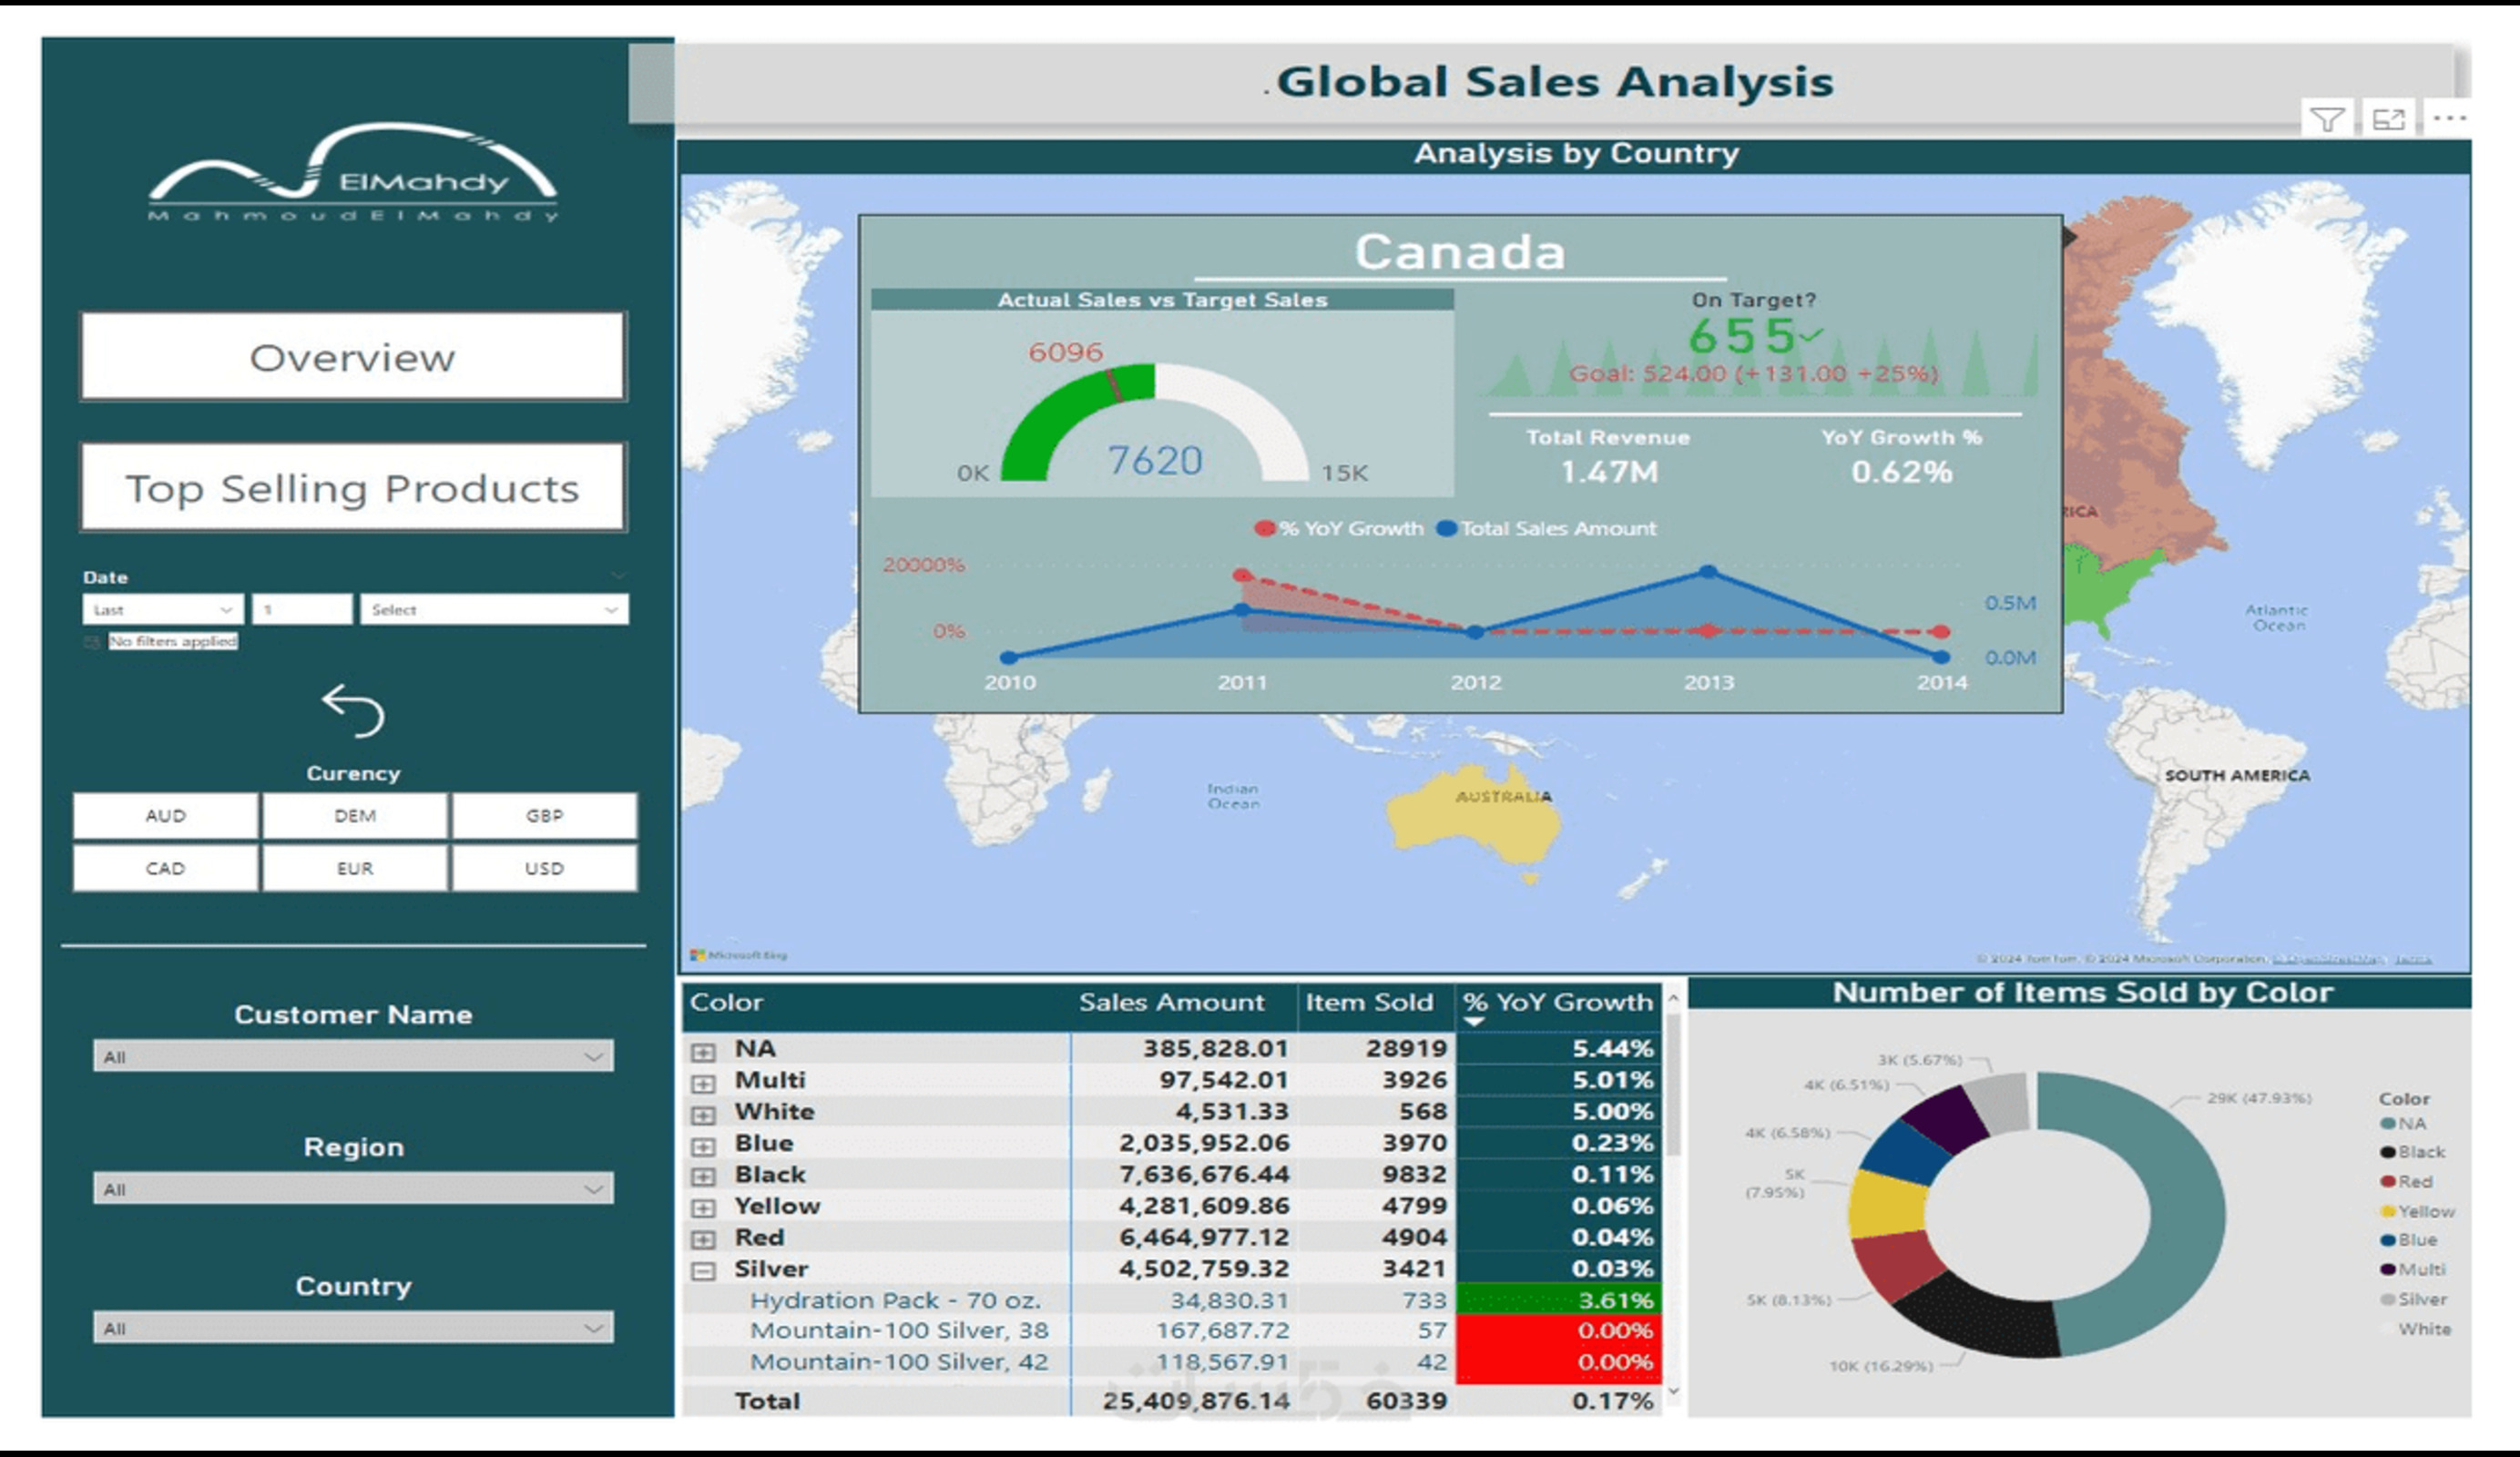 ElMahdy
MahmoudElMahdy
Overview
Top Selling Products
Date
Last 1 Select
No filters applied
Curency
AUD DEM GBP
CAD EUR USD
Customer Name
All
Region
All
Country
All
.Global Sales Analysis
Analysis by Country
Canada
Actual Sales vs Target Sales
6096
0K 7620 15K
On Target?
655
Goal: 524.00 (+131.00 +25%)
Total Revenue YoY Growth %
1.47M 0.62%
% YoY Growth Total Sales Amount
20000%
0%
0.5M
0.0M
2010 2011 2012 2013 2014
RICA
Atlantic
Ocean
SOUTH AMERICA
Indian
Ocean
AUSTRALIA
Microsoft Bing
© 2024 TomTom, © 2024 Microsoft Corporation, © OpenStreetMap Terms
Color Sales Amount Item Sold % YoY Growth
NA 385,828.01 28919 5.44%
Multi 97,542.01 3926 5.01%
White 4,531.33 568 5.00%
Blue 2,035,952.06 3970 0.23%
Black 7,636,676.44 9832 0.11%
Yellow 4,281,609.86 4799 0.06%
Red 6,464,977.12 4904 0.04%
Silver 4,502,759.32 3421 0.03%
Hydration Pack - 70 oz. 34,830.31 733 3.61%
Mountain-100 Silver, 38 167,687.72 57 0.00%
Mountain-100 Silver, 42 118,567.91 42 0.00%
Total 25,409,876.14 60339 0.17%
Number of Items Sold by Color
3K (5.67%)
4K (6.51%)
4K (6.58%)
5K
(7.95%)
5K (8.13%)
10K (16.29%)
29K (47.93%)
Color
NA
Black
Red
Yellow
Blue
Multi
Silver
White